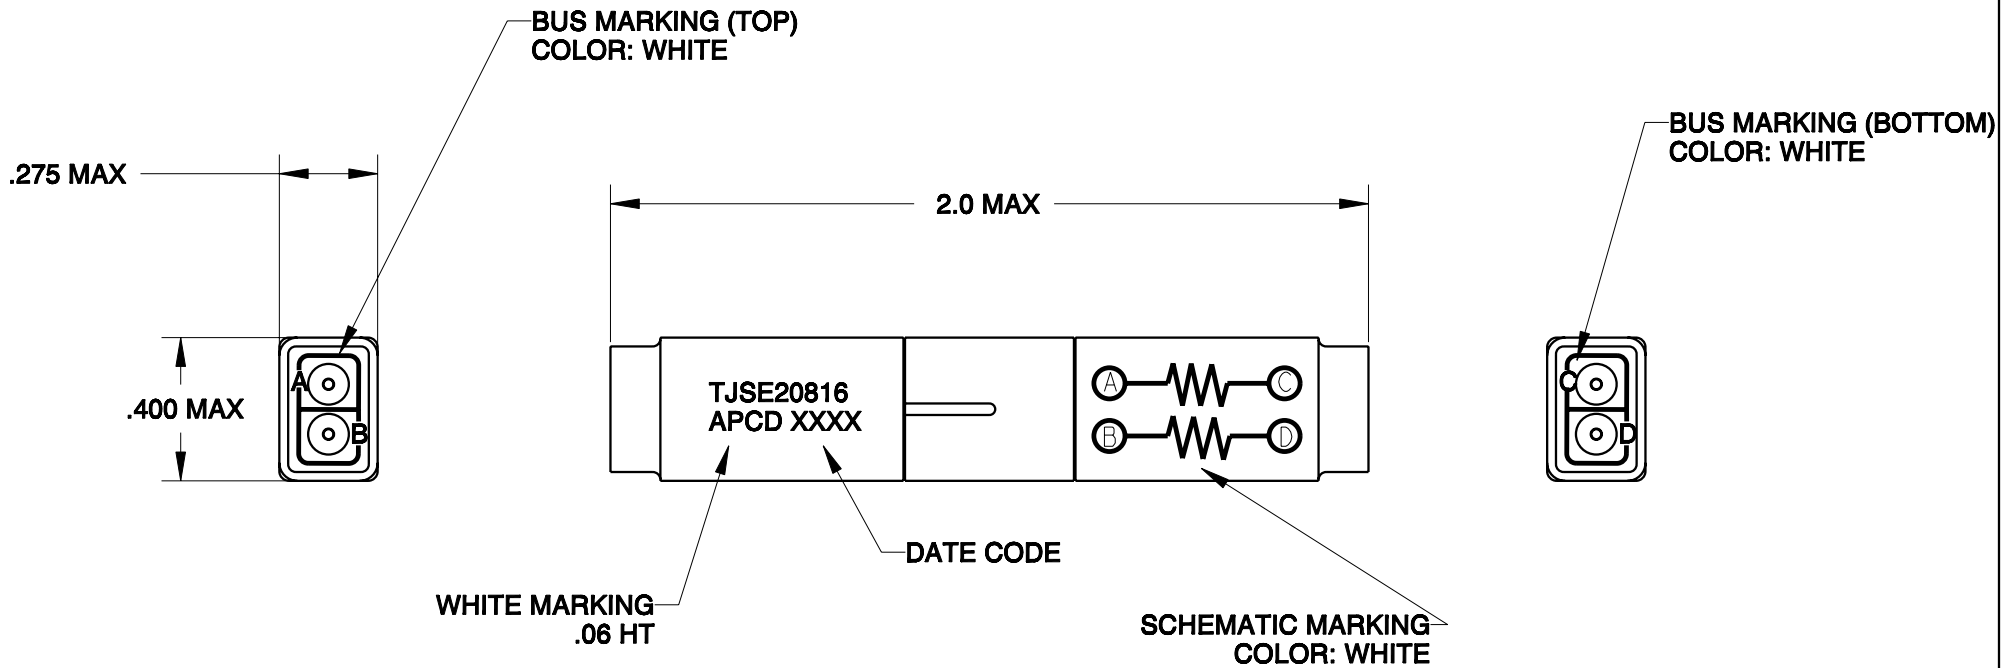 BUS MARKING (TOP)
COLOR: WHITE
BUS MARKING (BOTTOM)
COLOR: WHITE
.275 MAX
2.0 MAX
.400 MAX
A
B
TJSE20816
APCD XXXX
A C
B D
C
D
DATE CODE
WHITE MARKING
.06 HT
SCHEMATIC MARKING
COLOR: WHITE